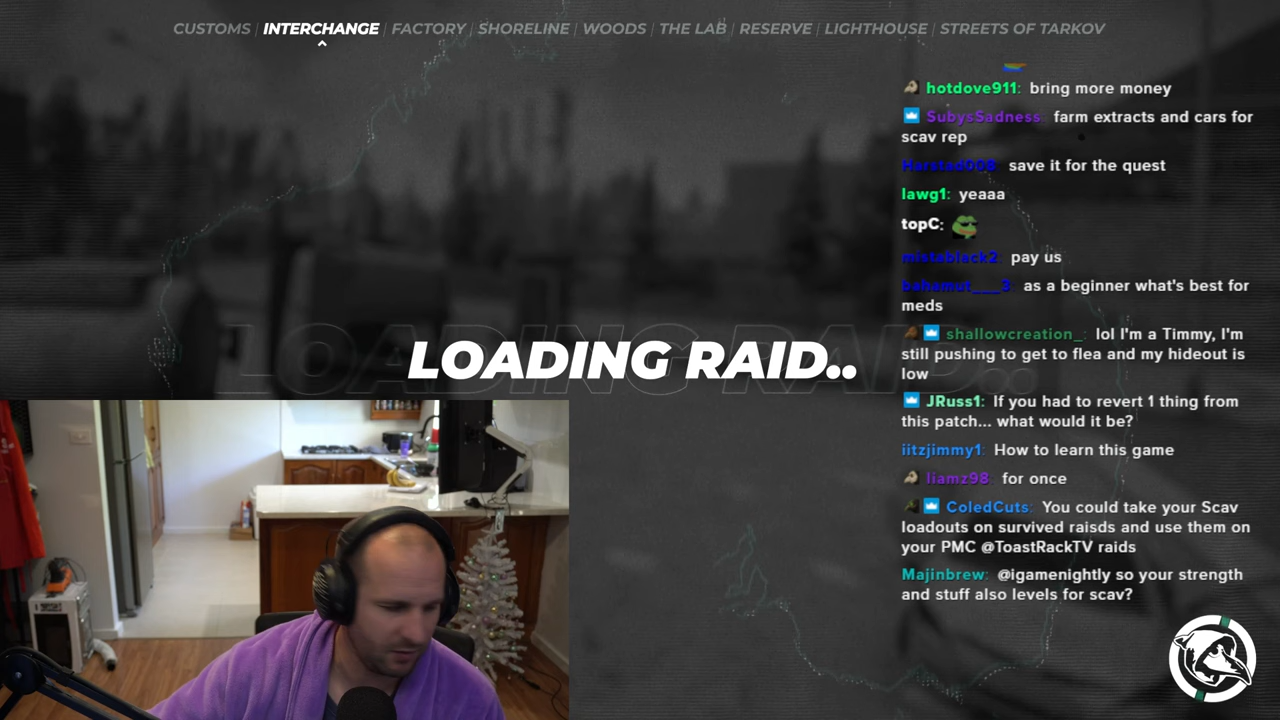 CUSTOMS / INTERCHANGE / FACTORY / SHORELINE / WOODS / THE LAB / RESERVE / LIGHTHOUSE / STREETS OF TARKOV
hotdove911: bring more money
SubysSadness: farm extracts and cars for
scav rep
Harstad008: save it for the quest
lawg1: yeaaa
topC:
mistablack2: pay us
bahamut___3: as a beginner what's best for
meds
shallowcreation_: lol I'm a Timmy, I'm
still pushing to get to flea and my hideout is
low
LOADING RAID..
JRuss1: If you had to revert 1 thing from
this patch... what would it be?
iitzjimmy1: How to learn this game
liamz98: for once
ColedCuts: You could take your Scav
loadouts on survived raisds and use them on
your PMC @ToastRackTV raids
Majinbrew: @igamenightly so your strength
and stuff also levels for scav?